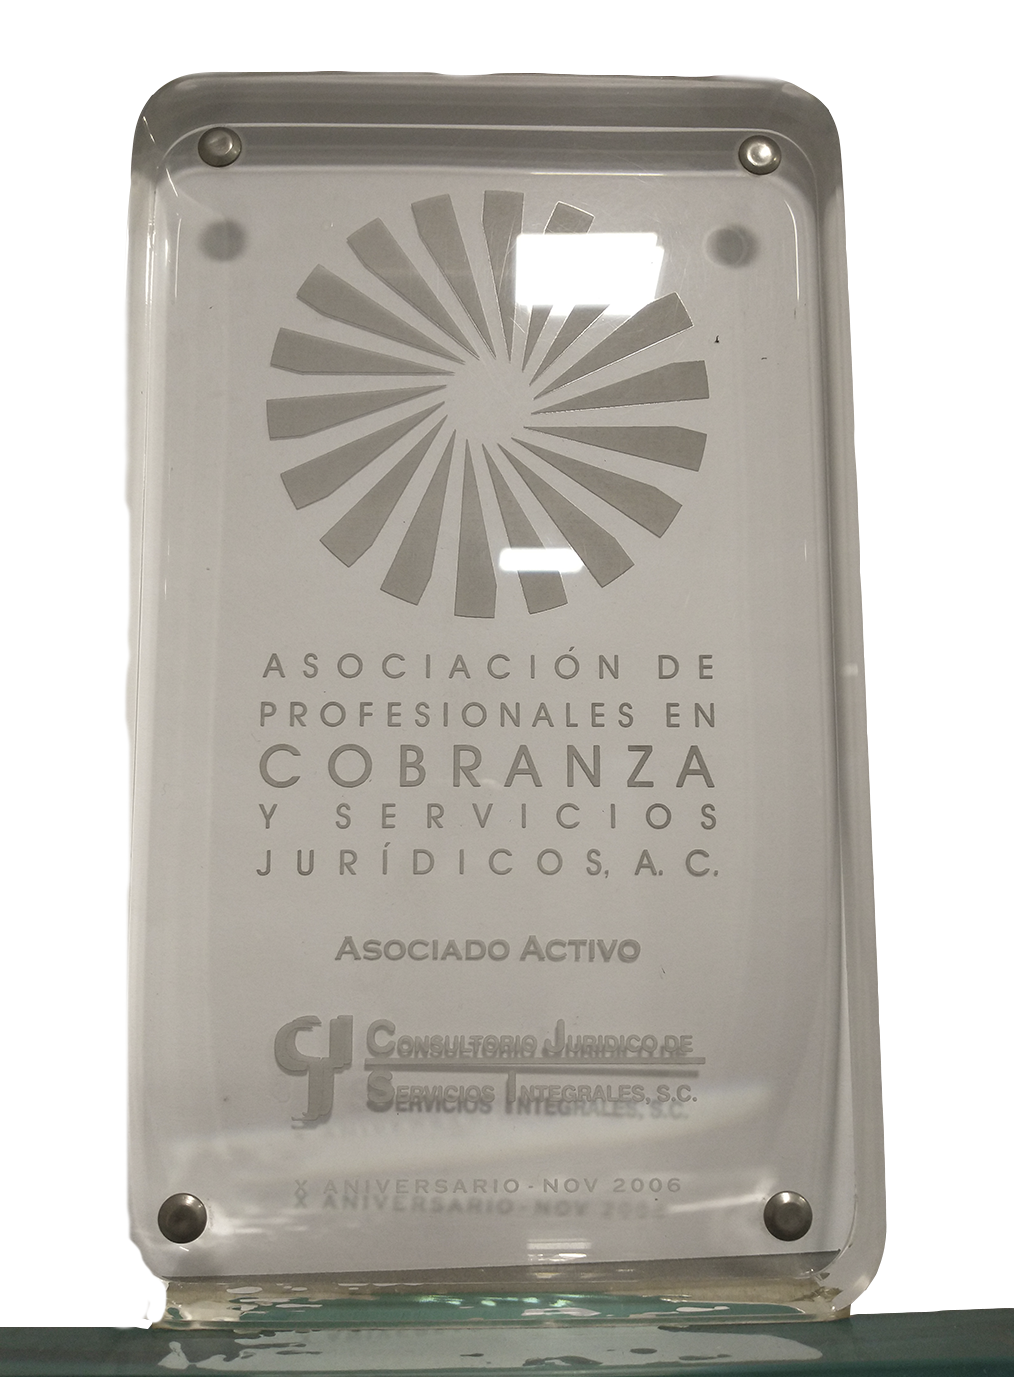 ASOCIACIÓN DE
PROFESIONALES EN
COBRANZA
Y SERVICIOS
JURÍDICOS, A. C.
ASOCIADO ACTIVO
CJ CONSULTORIO JURIDICO DE
SERVICIOS INTEGRALES, S.C.
X ANIVERSARIO - NOV 2006